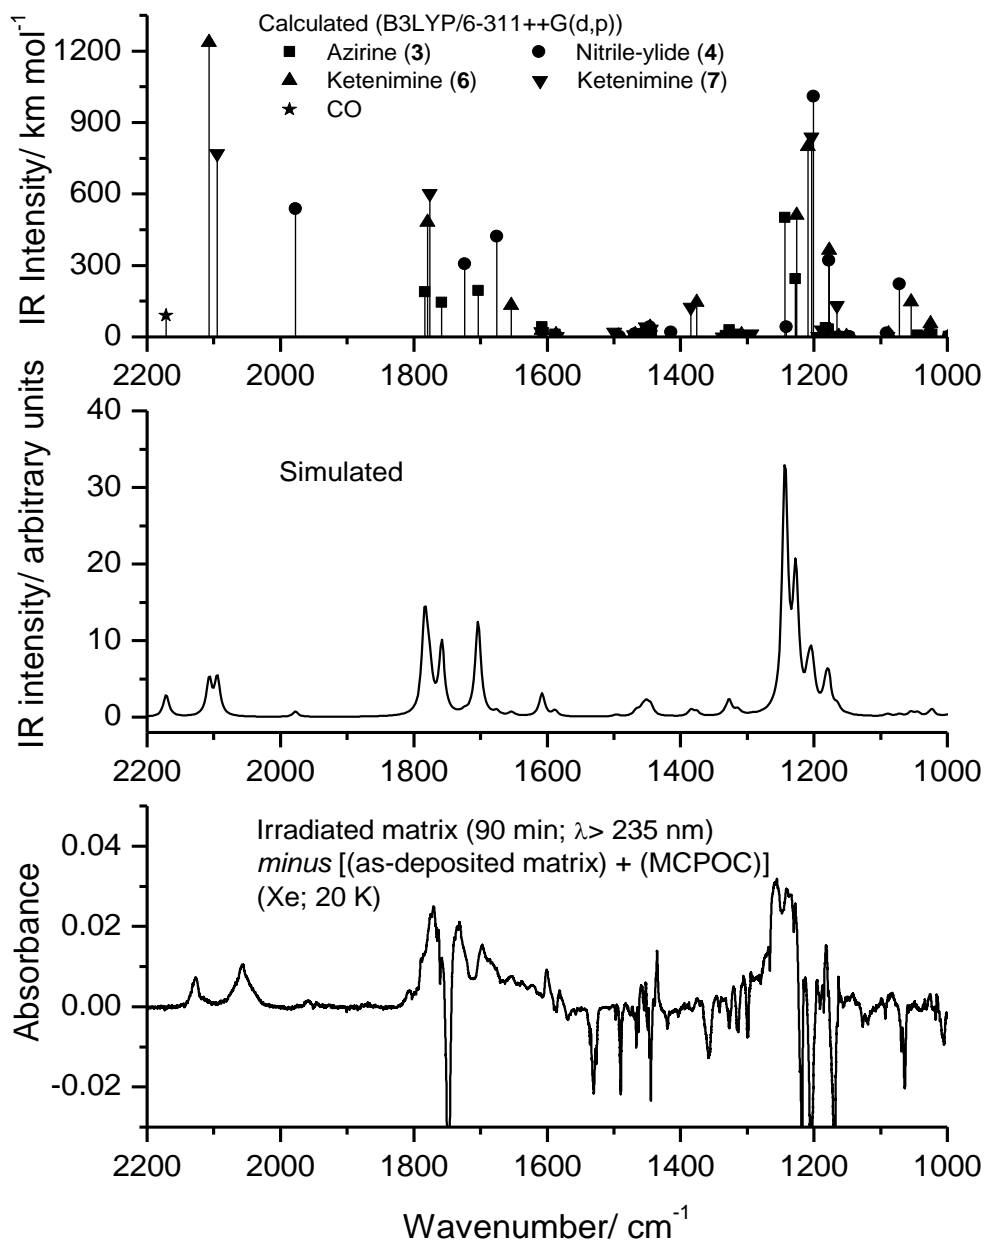 Calculated (B3LYP/6-311++G(d,p))
Azirine (3)
Nitrile-ylide (4)
Ketenimine (6)
Ketenimine (7)
CO
IR Intensity/ km mol⁻¹
1200
900
600
300
0
2200 2000 1800 1600 1400 1200 1000
IR intensity/ arbitrary units
40
30
20
10
0
Simulated
2200 2000 1800 1600 1400 1200 1000
Absorbance
0.04
0.02
0.00
-0.02
Irradiated matrix (90 min; λ> 235 nm)
minus [(as-deposited matrix) + (MCPOC)]
(Xe; 20 K)
2200 2000 1800 1600 1400 1200 1000
Wavenumber/ cm⁻¹